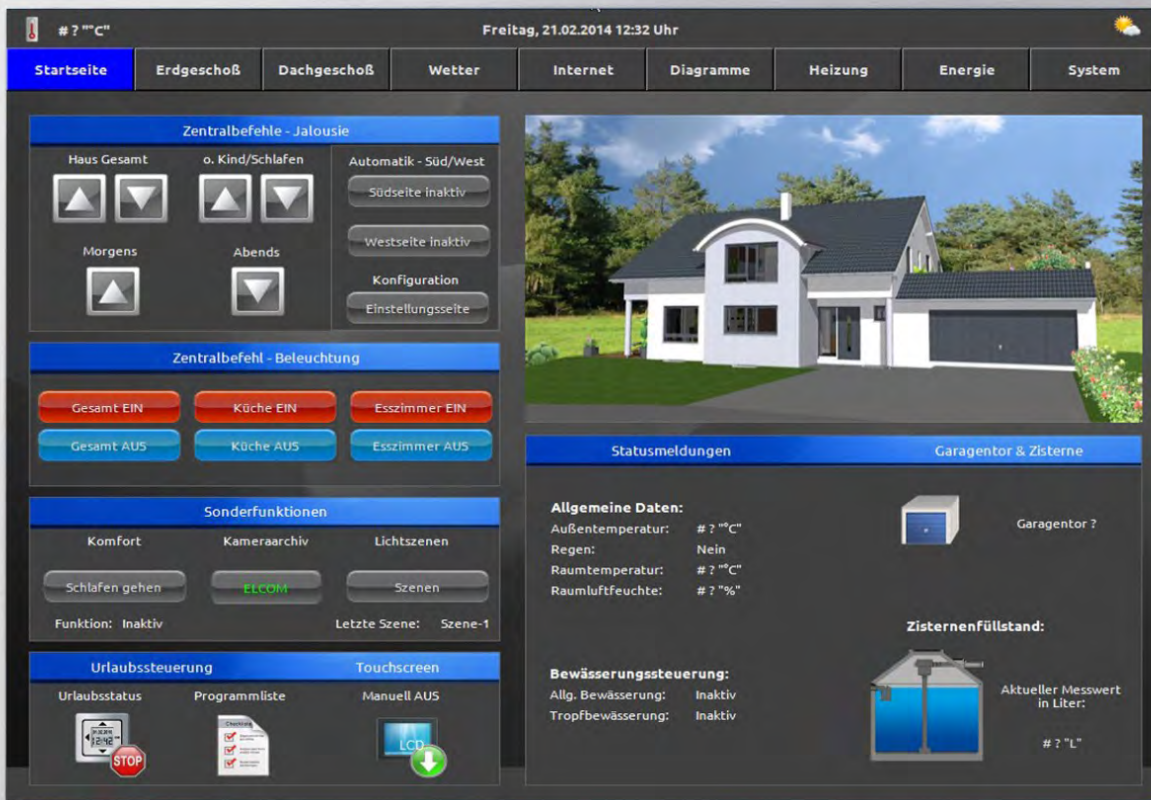 # ? "°C"
Freitag, 21.02.2014 12:32 Uhr
Startseite Erdgeschoß Dachgeschoß Wetter Internet Diagramme Heizung Energie System
Zentralbefehle - Jalousie
Haus Gesamt
o. Kind/Schlafen
Automatik - Süd/West
Südseite inaktiv
Westseite inaktiv
Morgens
Abends
Konfiguration
Einstellungsseite
Zentralbefehl - Beleuchtung
Gesamt EIN Küche EIN Esszimmer EIN
Gesamt AUS Küche AUS Esszimmer AUS
Sonderfunktionen
Komfort Kameraarchiv Lichtszenen
Schlafen gehen ELCOM Szenen
Funktion: Inaktiv
Letzte Szene: Szene-1
Urlaubssteuerung
Touchscreen
Urlaubsstatus Programmliste Manuell AUS
12:42
STOP
Checkliste
LCD
Statusmeldungen
Allgemeine Daten:
Außentemperatur: # ? "°C"
Regen: Nein
Raumtemperatur: # ? "°C"
Raumluftfeuchte: # ? "%"
Bewässerungssteuerung:
Allg. Bewässerung: Inaktiv
Tropfbewässerung: Inaktiv
Garagentor & Zisterne
Garagentor ?
Zisternenfüllstand:
Aktueller Messwert
in Liter:
# ? "L"